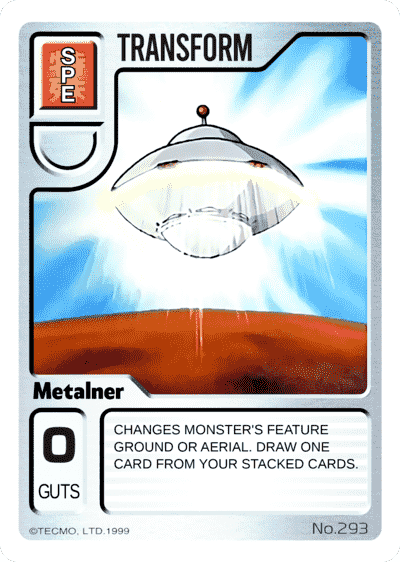 SPE
TRANSFORM
Metalner
0
GUTS
CHANGES MONSTER'S FEATURE
GROUND OR AERIAL. DRAW ONE
CARD FROM YOUR STACKED CARDS.
©TECMO, LTD.1999
No.293